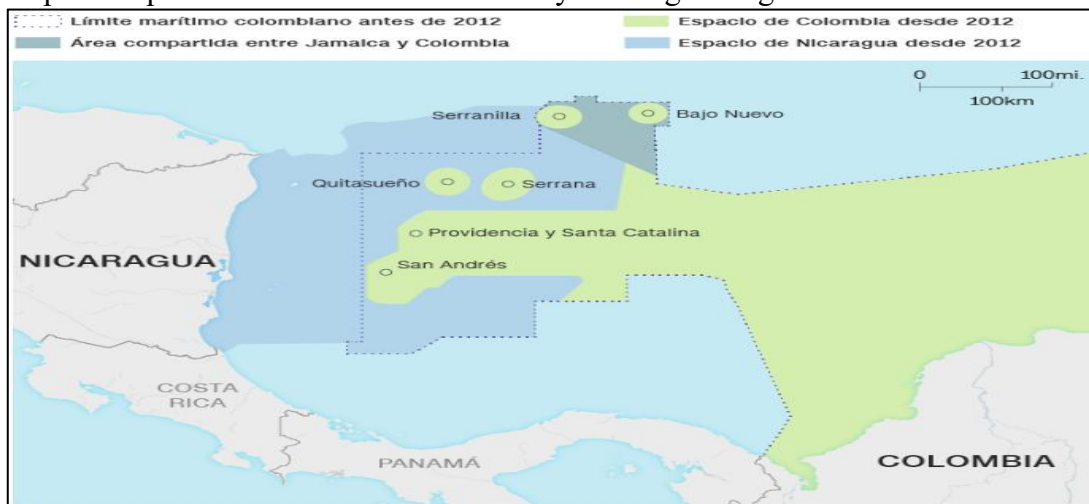 Límite marítimo colombiano antes de 2012
Espacio de Colombia desde 2012
Área compartida entre Jamaica y Colombia
Espacio de Nicaragua desde 2012
0 100mi.
100km
Serranilla
Bajo Nuevo
Quitasueño
Serrana
Providencia y Santa Catalina
NICARAGUA
San Andrés
COSTA
RICA
PANAMÁ
COLOMBIA